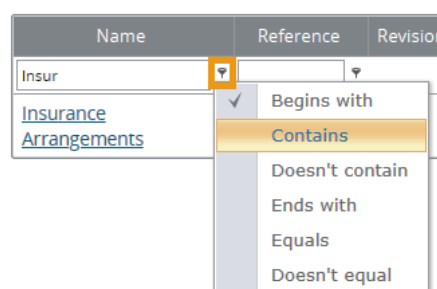 Name Reference Revision
Insur
Insurance
Arrangements
Begins with
Contains
Doesn't contain
Ends with
Equals
Doesn't equal